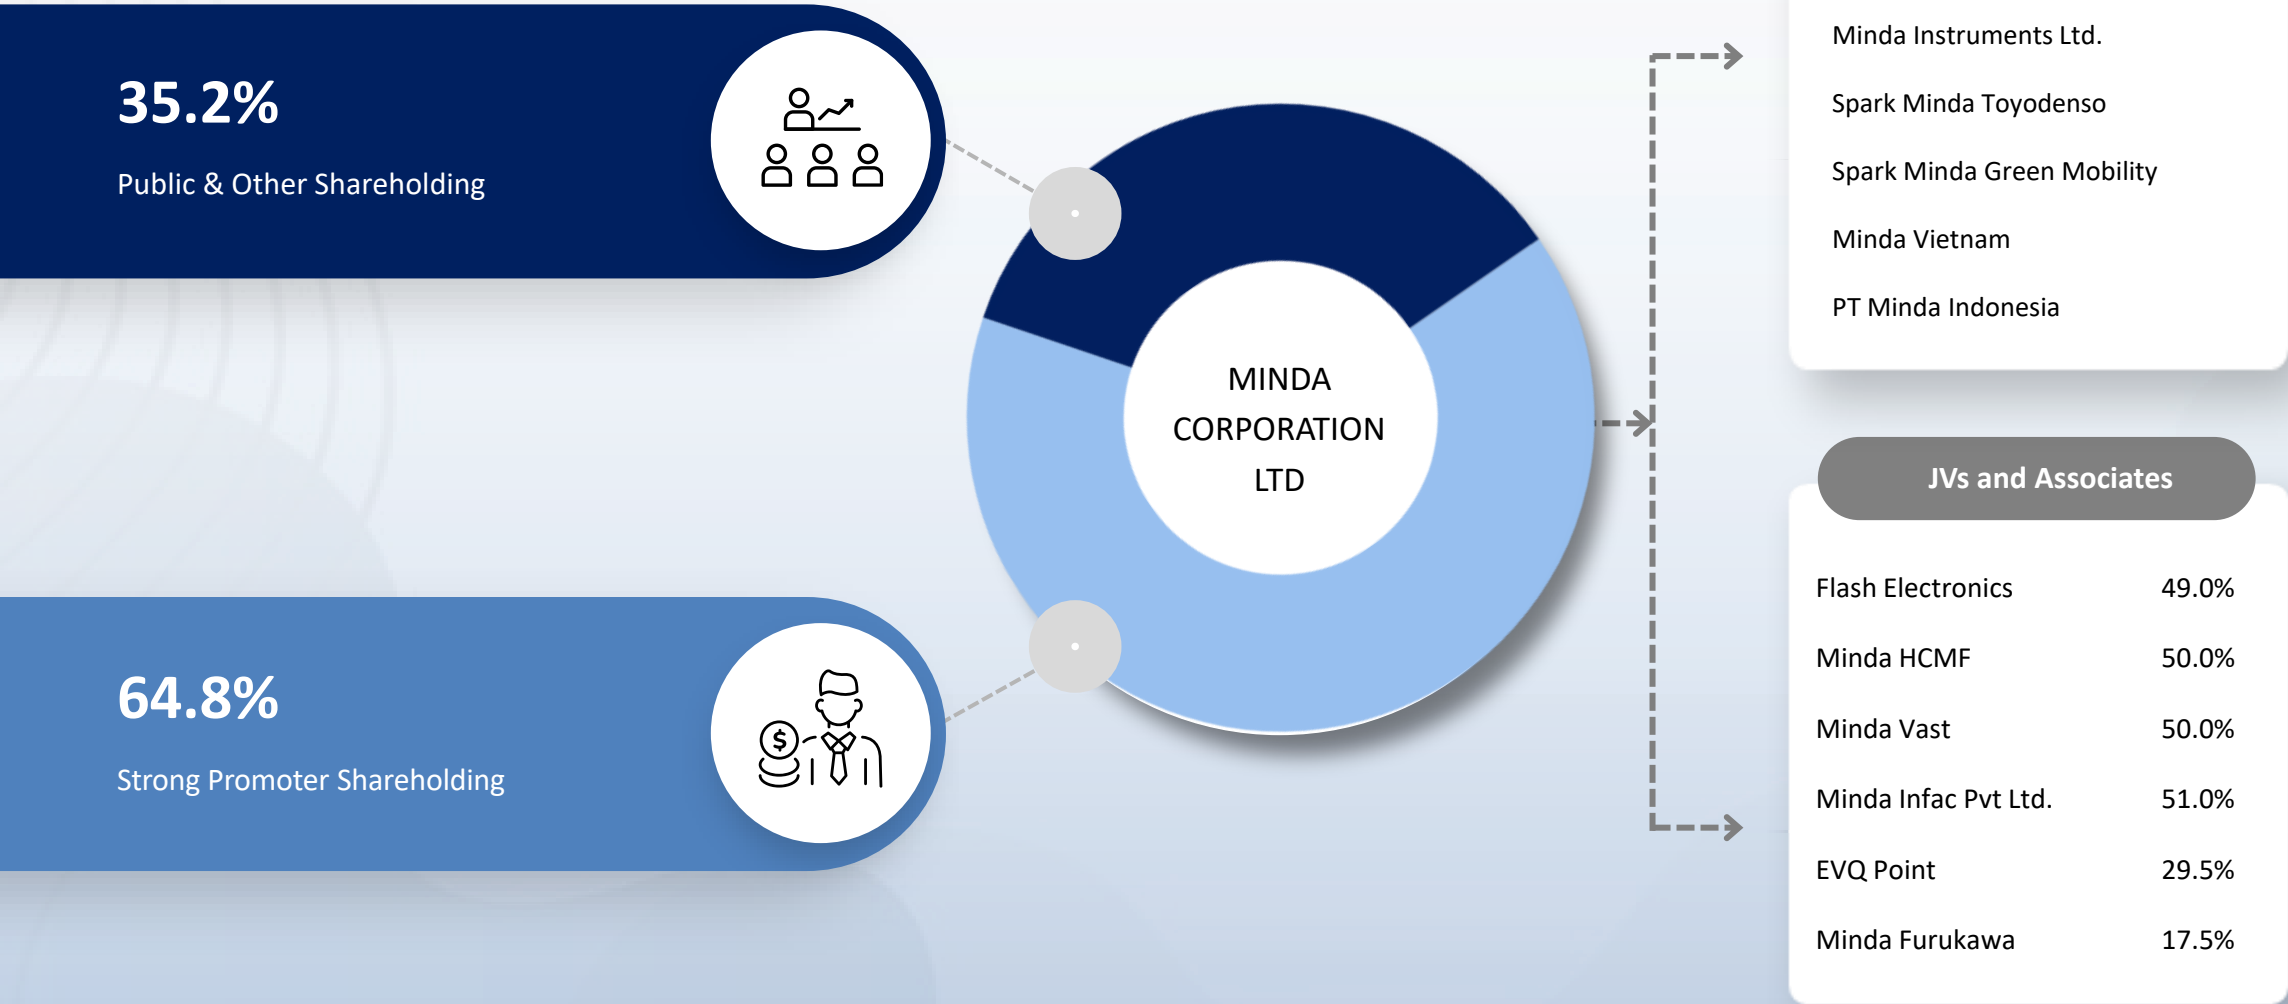 35.2%
Public & Other Shareholding
64.8%
Strong Promoter Shareholding
$
MINDA
CORPORATION
LTD
Minda Instruments Ltd.
Spark Minda Toyodenso
Spark Minda Green Mobility
Minda Vietnam
PT Minda Indonesia
JVs and Associates
Flash Electronics 49.0%
Minda HCMF 50.0%
Minda Vast 50.0%
Minda Infac Pvt Ltd. 51.0%
EVQ Point 29.5%
Minda Furukawa 17.5%